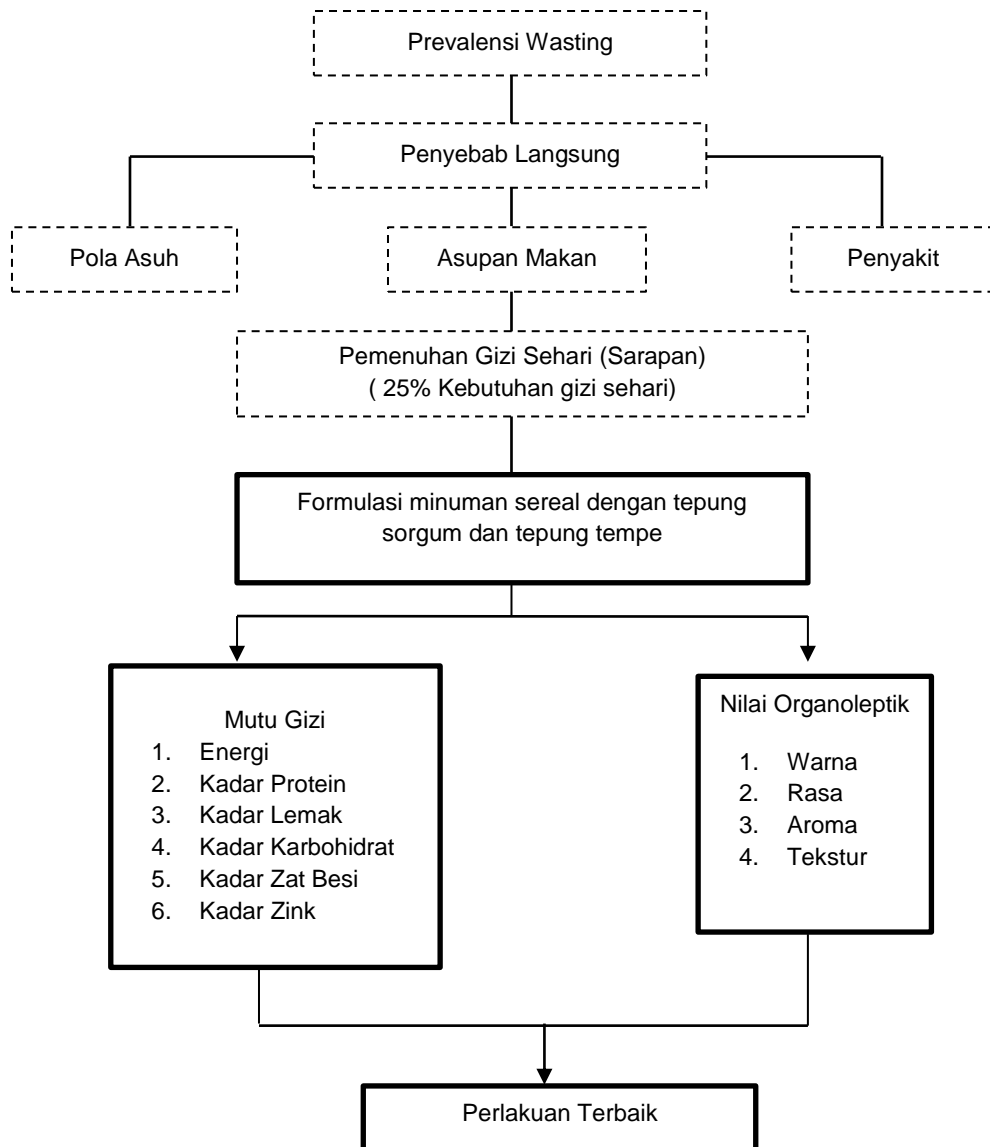 Prevalensi Wasting
Penyebab Langsung
Pola Asuh
Asupan Makan
Penyakit
Pemenuhan Gizi Sehari (Sarapan)
( 25% Kebutuhan gizi sehari)
Formulasi minuman sereal dengan tepung
sorgum dan tepung tempe
Mutu Gizi
1. Energi
2. Kadar Protein
3. Kadar Lemak
4. Kadar Karbohidrat
5. Kadar Zat Besi
6. Kadar Zink
Nilai Organoleptik
1. Warna
2. Rasa
3. Aroma
4. Tekstur
Perlakuan Terbaik